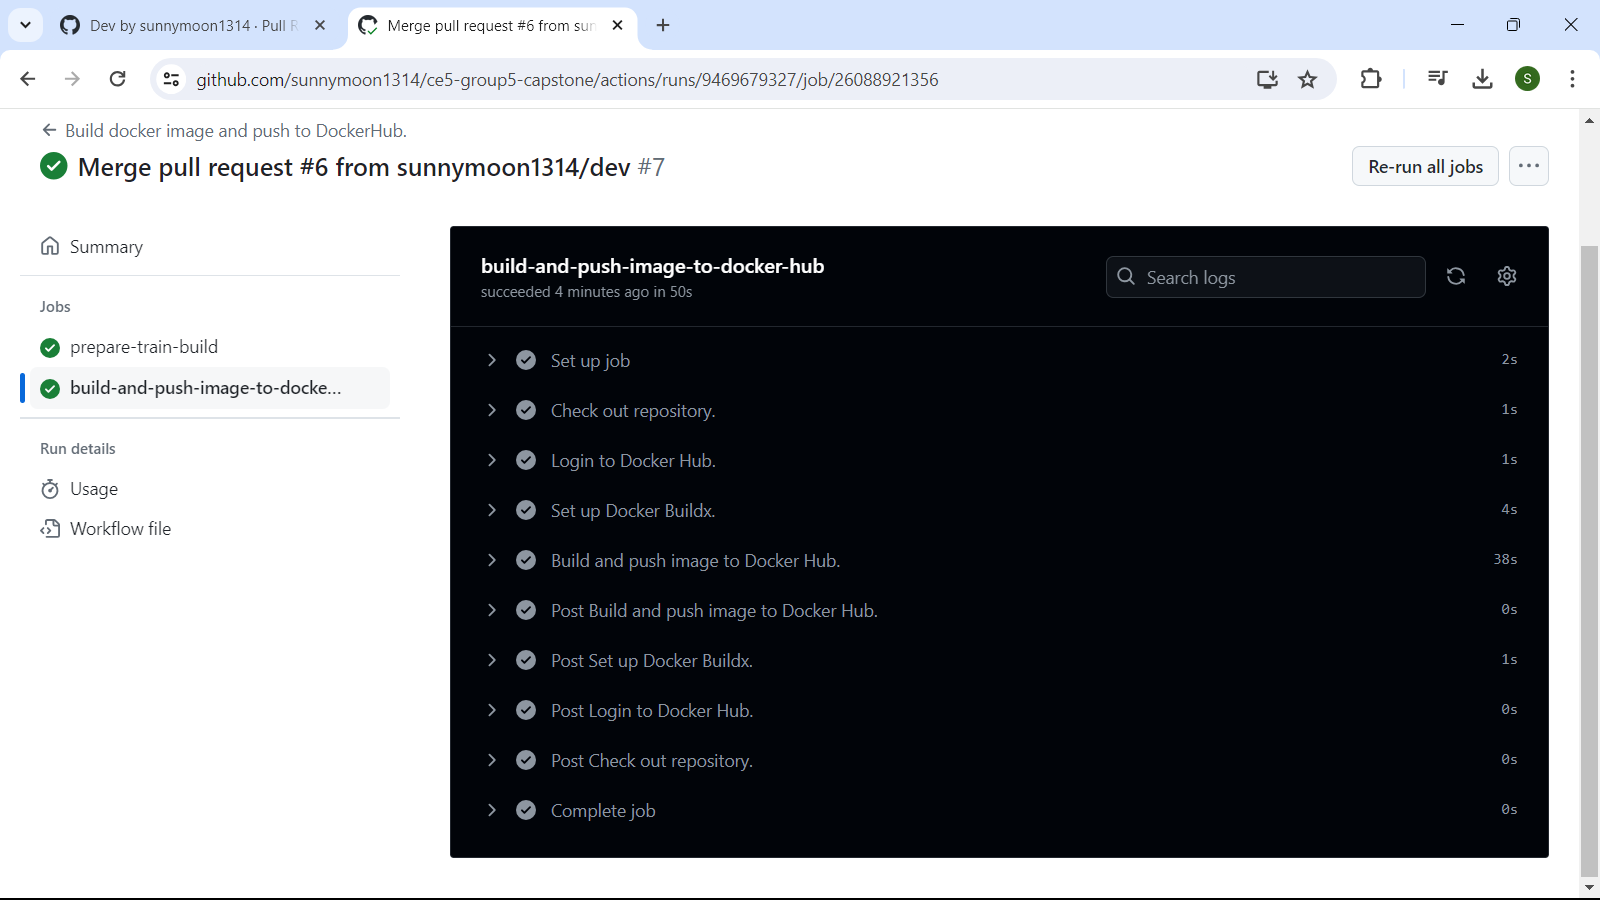 Dev by sunnymoon1314 · Pull R
Merge pull request #6 from sun
github.com/sunnymoon1314/ce5-group5-capstone/actions/runs/9469679327/job/26088921356
S
Build docker image and push to DockerHub.
Merge pull request #6 from sunnymoon1314/dev #7
Re-run all jobs
Summary
Jobs
prepare-train-build
build-and-push-image-to-docke...
Run details
Usage
Workflow file
build-and-push-image-to-docker-hub
succeeded 4 minutes ago in 50s
Search logs
Set up job 2s
Check out repository. 1s
Login to Docker Hub. 1s
Set up Docker Buildx. 4s
Build and push image to Docker Hub. 38s
Post Build and push image to Docker Hub. 0s
Post Set up Docker Buildx. 1s
Post Login to Docker Hub. 0s
Post Check out repository. 0s
Complete job 0s